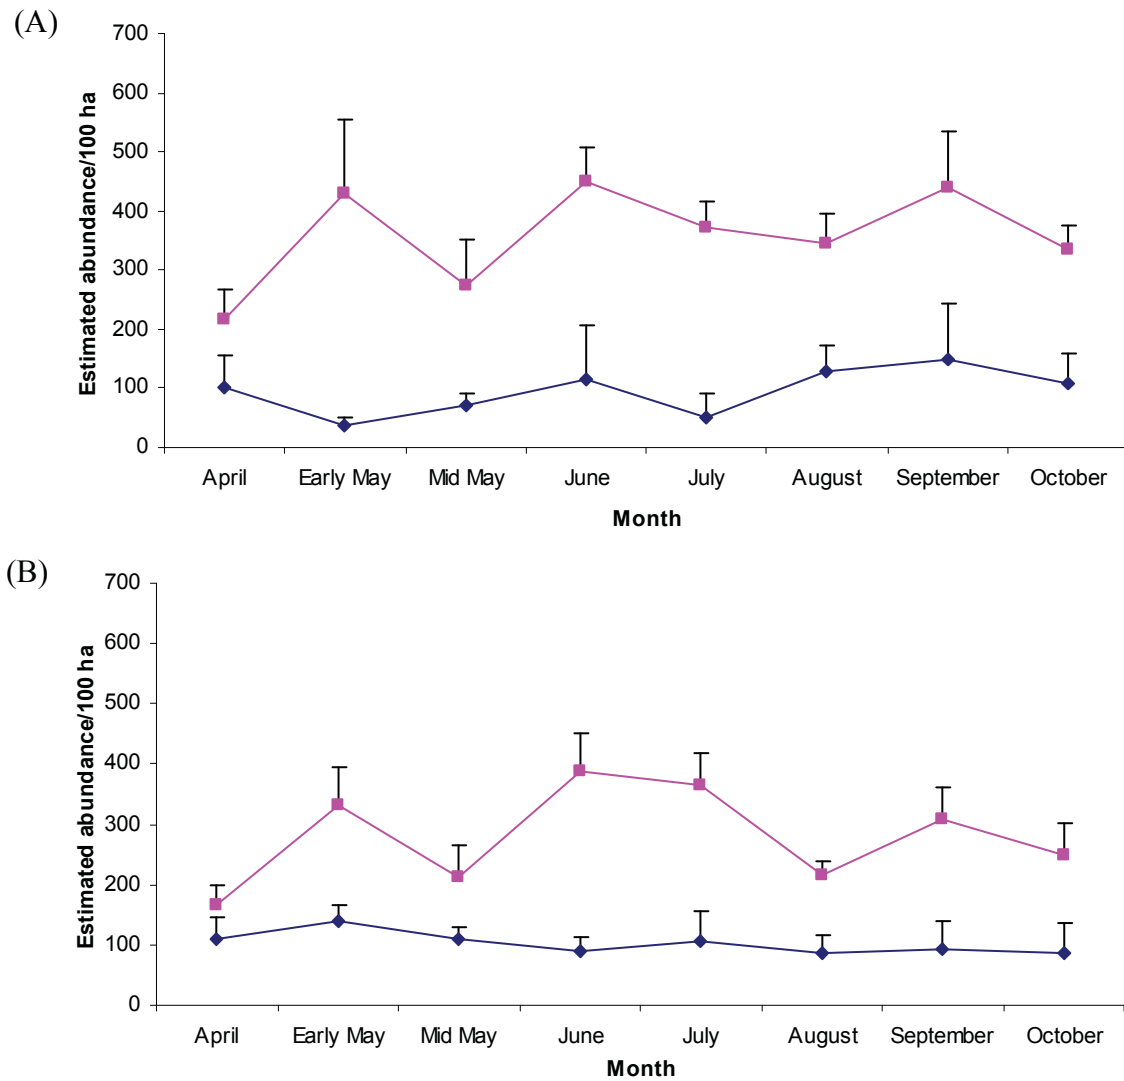 (A)
700
600
500
400
300
200
100
0
Estimated abundance/100 ha
April Early May Mid May June July August September October
Month
(B)
700
600
500
400
300
200
100
0
Estimated abundance/100 ha
April Early May Mid May June July August September October
Month